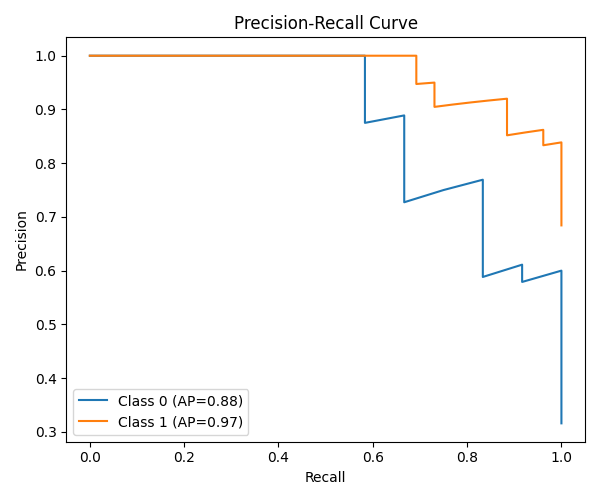 Precision-Recall Curve
1.0
0.9
0.8
0.7
0.6
0.5
0.4
0.3
Precision
Class 0 (AP=0.88)
Class 1 (AP=0.97)
0.0 0.2 0.4 0.6 0.8 1.0
Recall